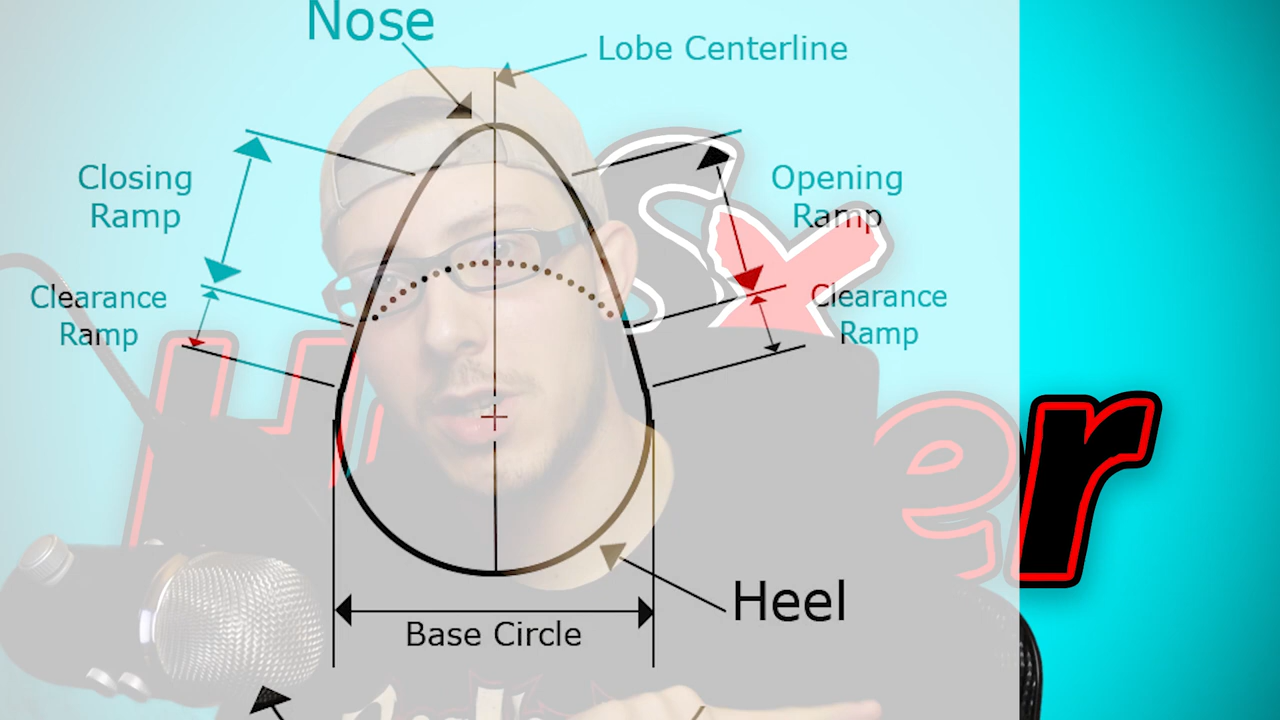 Nose
Lobe Centerline
Closing
Ramp
Opening
Ramp
Clearance
Ramp
Clearance
Ramp
Heel
Base Circle